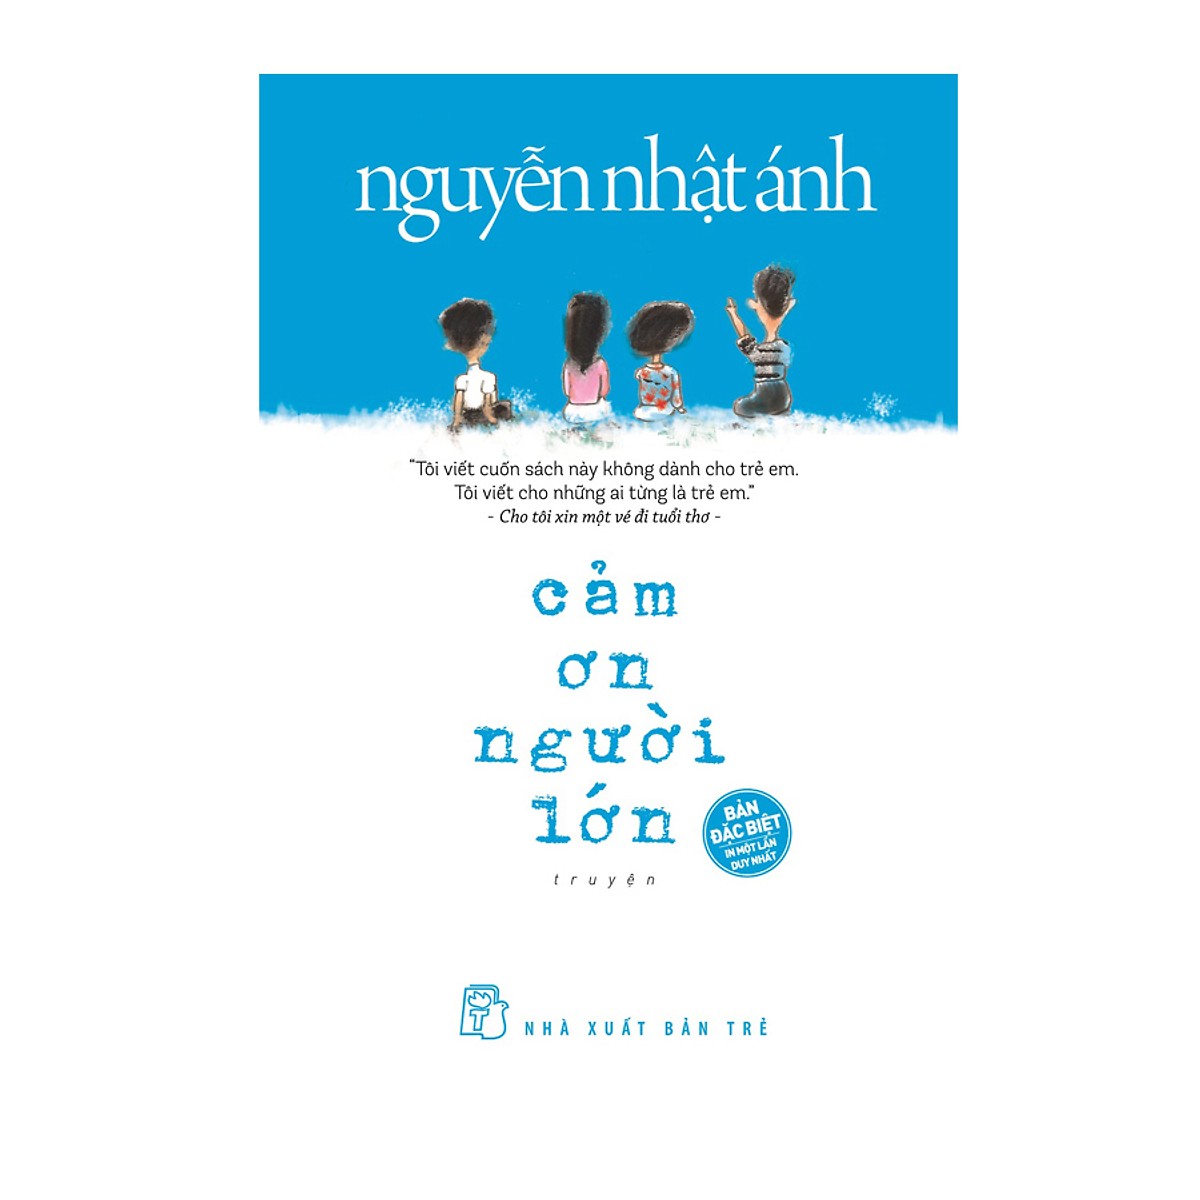 nguyễn nhật ánh
“Tôi viết cuốn sách này không dành cho trẻ em.
Tôi viết cho những ai từng là trẻ em.”
- Cho tôi xin một vé đi tuổi thơ -
cảm
ơn
người
lớn
BẢN
ĐẶC BIỆT
IN MỘT LẦN
DUY NHẤT
truyện
T
NHÀ XUẤT BẢN TRẺ